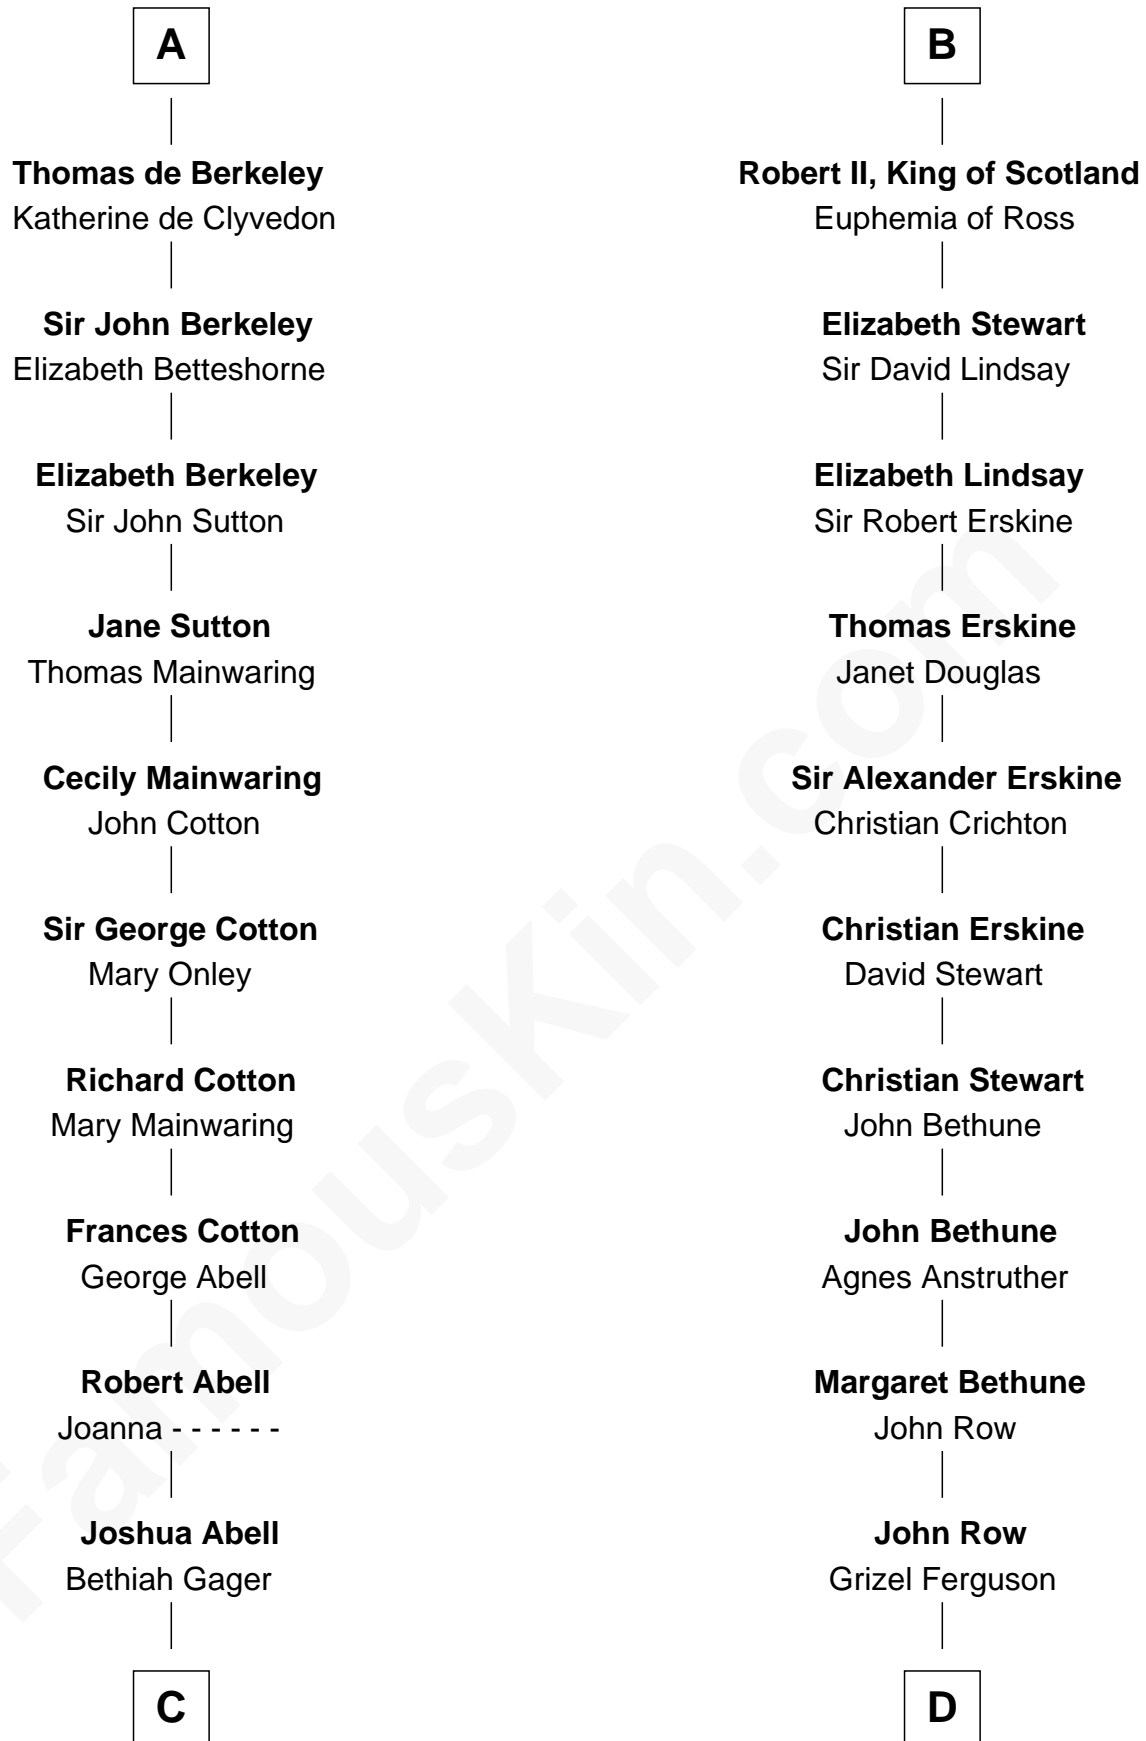 A
Thomas de Berkeley
Katherine de Clyvedon
Sir John Berkeley
Elizabeth Betteshorne
Elizabeth Berkeley
Sir John Sutton
Jane Sutton
Thomas Mainwaring
Cecily Mainwaring
John Cotton
Sir George Cotton
Mary Onley
Richard Cotton
Mary Mainwaring
Frances Cotton
George Abell
Robert Abell
Joanna - - - - - -
Joshua Abell
Bethiah Gager
C
B
Robert II, King of Scotland
Euphemia of Ross
Elizabeth Stewart
Sir David Lindsay
Elizabeth Lindsay
Sir Robert Erskine
Thomas Erskine
Janet Douglas
Sir Alexander Erskine
Christian Crichton
Christian Erskine
David Stewart
Christian Stewart
John Bethune
John Bethune
Agnes Anstruther
Margaret Bethune
John Row
John Row
Grizel Ferguson
D
FamousKin.com